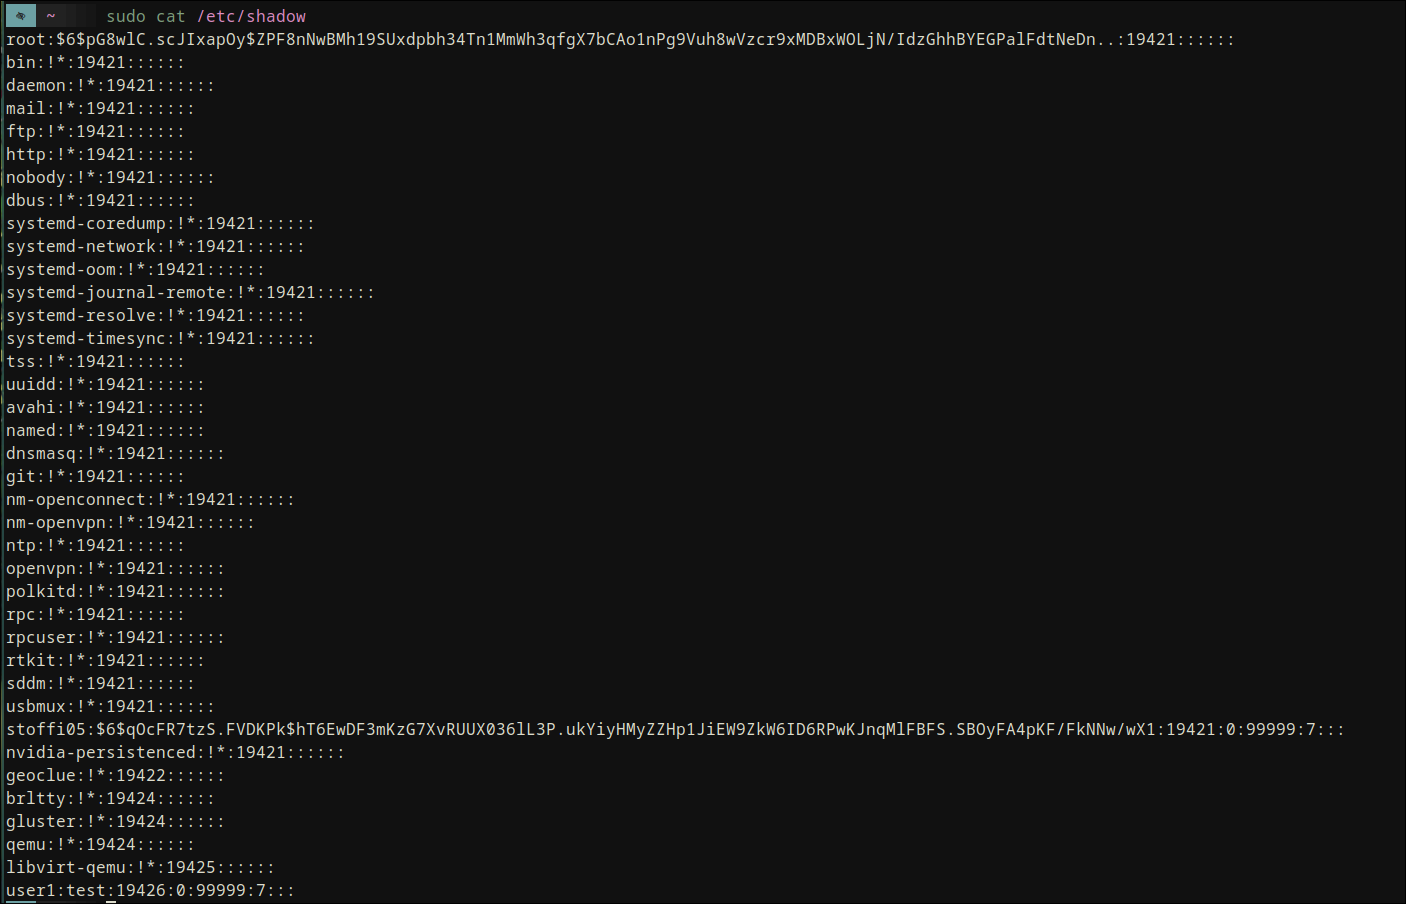 ~ sudo cat /etc/shadow
root:$6$pG8wlC.scJIxapOy$ZPF8nNwBMh19SUxdpbh34Tn1MmWh3qfgX7bCAo1nPg9Vuh8wVzcr9xMDBxWOLjN/IdzGhhBYEGPalFdtNeDn..:19421::::::
bin:!*:19421::::::
daemon:!*:19421::::::
mail:!*:19421::::::
ftp:!*:19421::::::
http:!*:19421::::::
nobody:!*:19421::::::
dbus:!*:19421::::::
systemd-coredump:!*:19421::::::
systemd-network:!*:19421::::::
systemd-oom:!*:19421::::::
systemd-journal-remote:!*:19421::::::
systemd-resolve:!*:19421::::::
systemd-timesync:!*:19421::::::
tss:!*:19421::::::
uuidd:!*:19421::::::
avahi:!*:19421::::::
named:!*:19421::::::
dnsmasq:!*:19421::::::
git:!*:19421::::::
nm-openconnect:!*:19421::::::
nm-openvpn:!*:19421::::::
ntp:!*:19421::::::
openvpn:!*:19421::::::
polkitd:!*:19421::::::
rpc:!*:19421::::::
rpcuser:!*:19421::::::
rtkit:!*:19421::::::
sddm:!*:19421::::::
usbmux:!*:19421::::::
stoffi05:$6$qOcFR7tzS.FVDKPk$hT6EwDF3mKzG7XvRUUX036lL3P.ukYiyHMyZZHp1JiEW9ZkW6ID6RPwKJnqMlFBFS.SBOyFA4pKF/FkNNw/wX1:19421:0:99999:7:::
nvidia-persistenced:!*:19421::::::
geoclue:!*:19422::::::
brltty:!*:19424::::::
gluster:!*:19424::::::
qemu:!*:19424::::::
libvirt-qemu:!*:19425::::::
user1:test:19426:0:99999:7:::